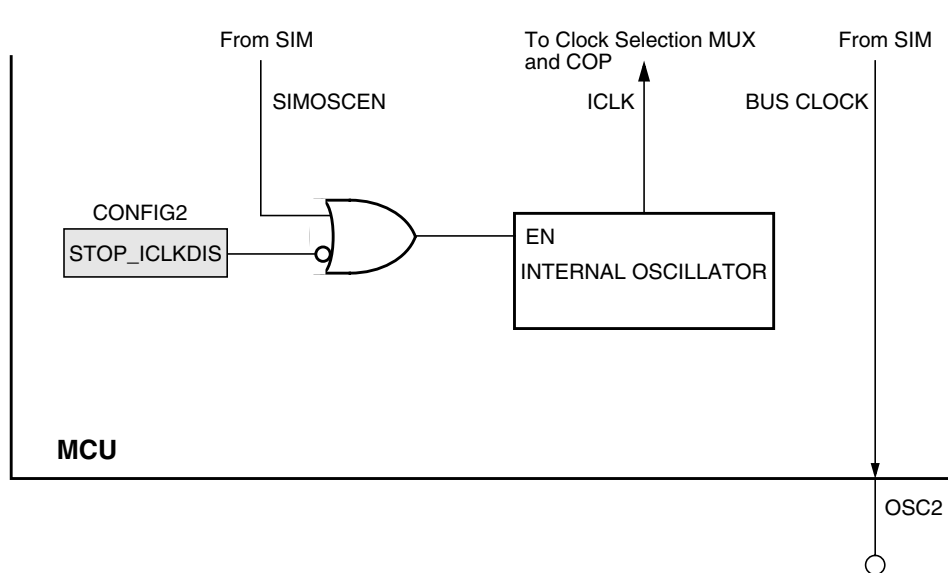 From SIM
To Clock Selection MUX
and COP
From SIM
SIMOSCEN
ICLK
BUS CLOCK
CONFIG2
STOP_ICLKDIS
EN
INTERNAL OSCILLATOR
MCU
OSC2